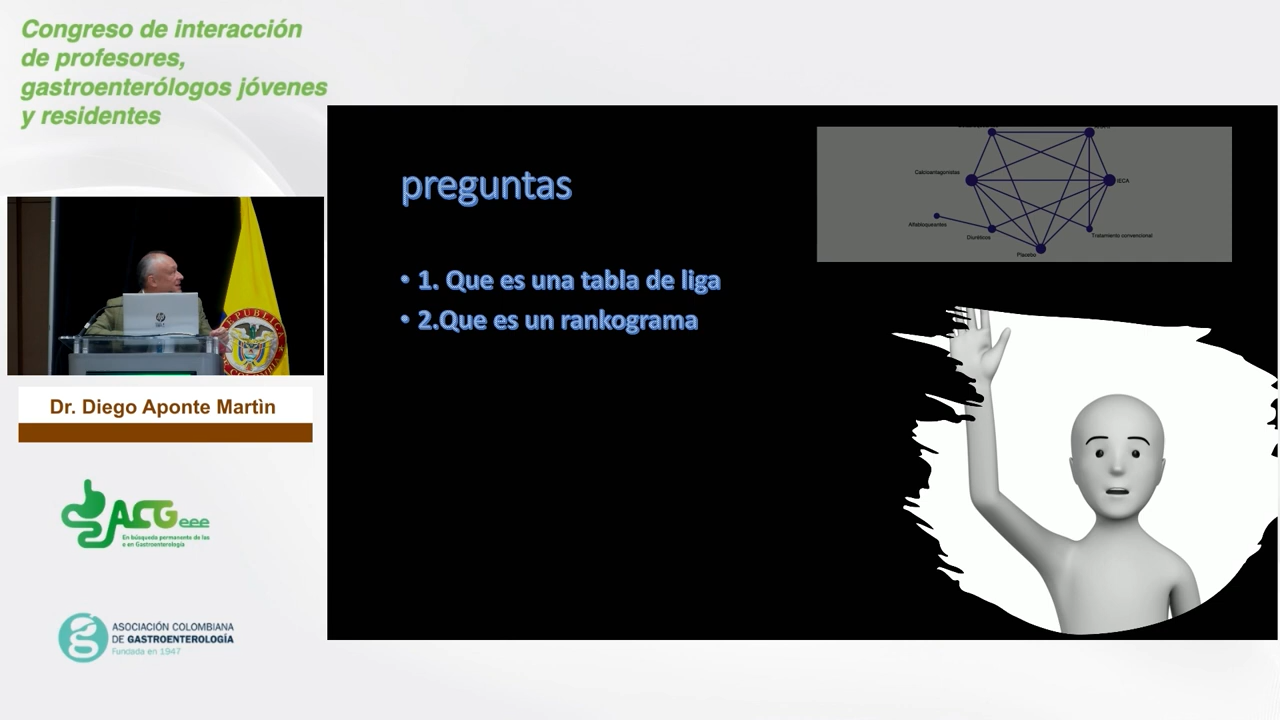 Congreso de interacción
de profesores,
gastroenterólogos jóvenes
y residentes
preguntas
• 1. Que es una tabla de liga
• 2.Que es un rankograma
Calcioantagonistas
IECA
Alfabloqueantes
Diuréticos
Tratamiento convencional
Placebo
hp
Dr. Diego Aponte Martìn
ACGeee
En búsqueda permanente de las
e en Gastroenterología
ASOCIACIÓN COLOMBIANA
DE GASTROENTEROLOGÍA
Fundada en 1947